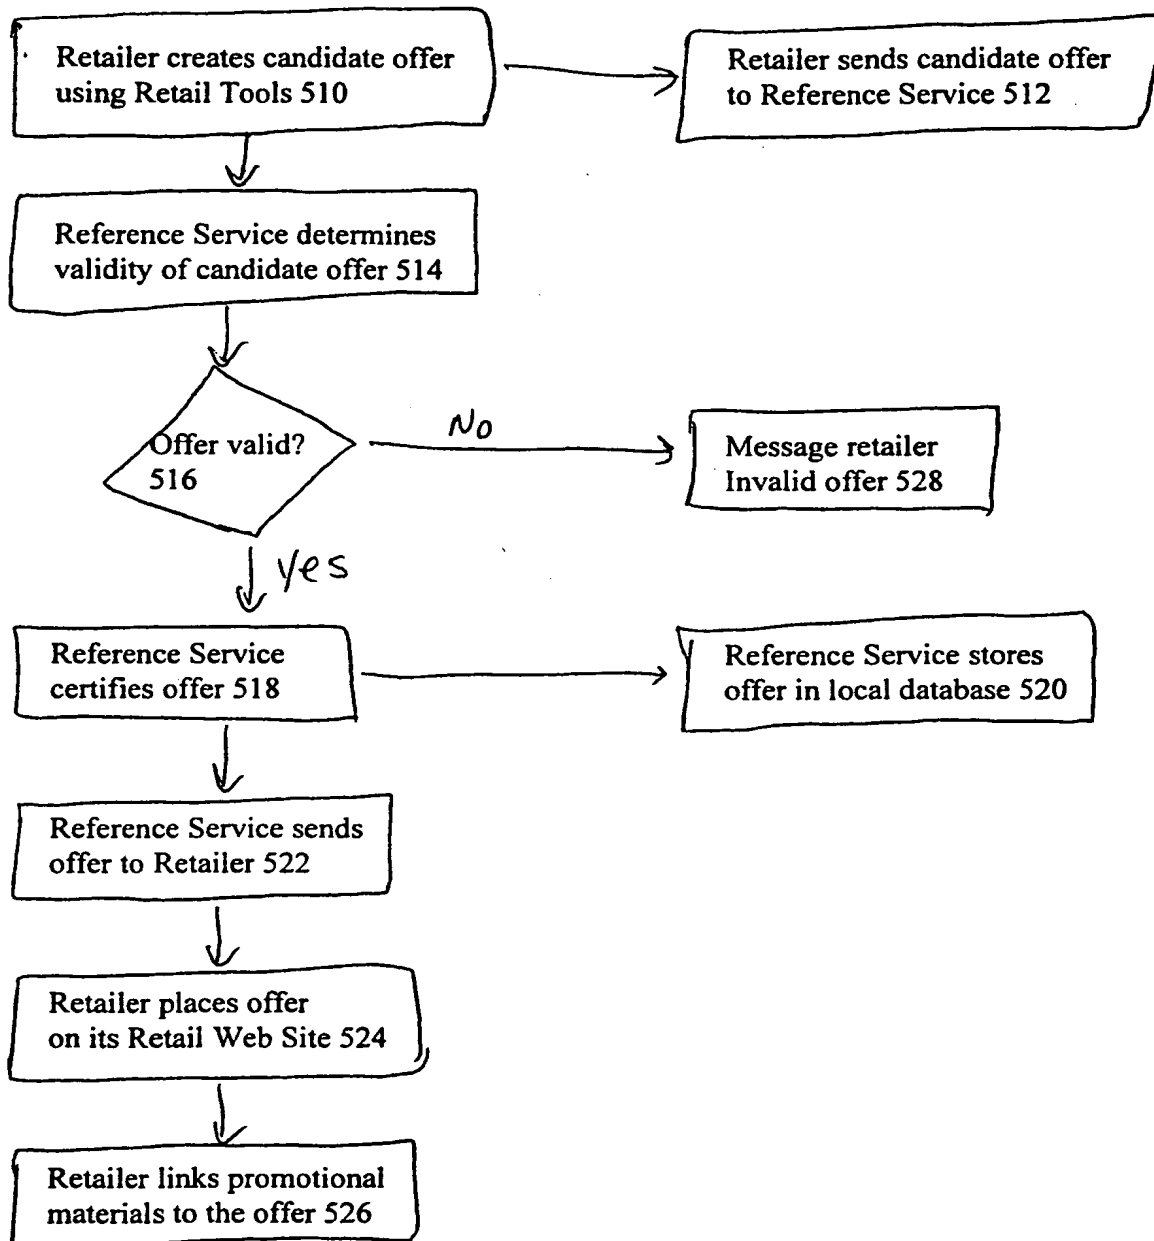 Retailer creates candidate offer
using Retail Tools 510
Retailer sends candidate offer
to Reference Service 512
Reference Service determines
validity of candidate offer 514
Offer valid?
516
No
Message retailer
Invalid offer 528
yes
Reference Service
certifies offer 518
Reference Service stores
offer in local database 520
Reference Service sends
offer to Retailer 522
Retailer places offer
on its Retail Web Site 524
Retailer links promotional
materials to the offer 526